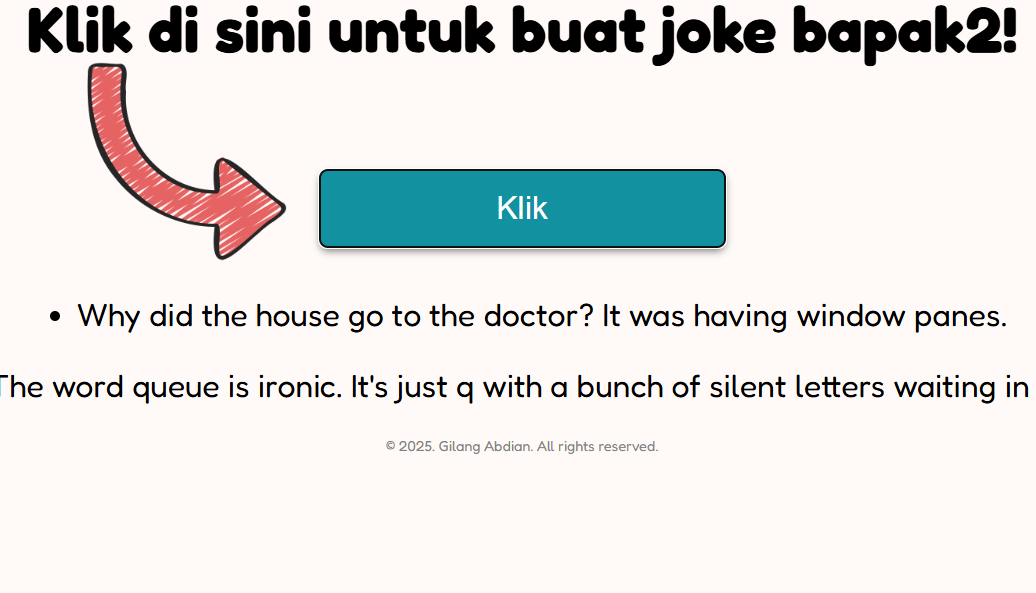 Klik di sini untuk buat joke bapak2!
Klik
• Why did the house go to the doctor? It was having window panes.
The word queue is ironic. It's just q with a bunch of silent letters waiting in
© 2025. Gilang Abdian. All rights reserved.